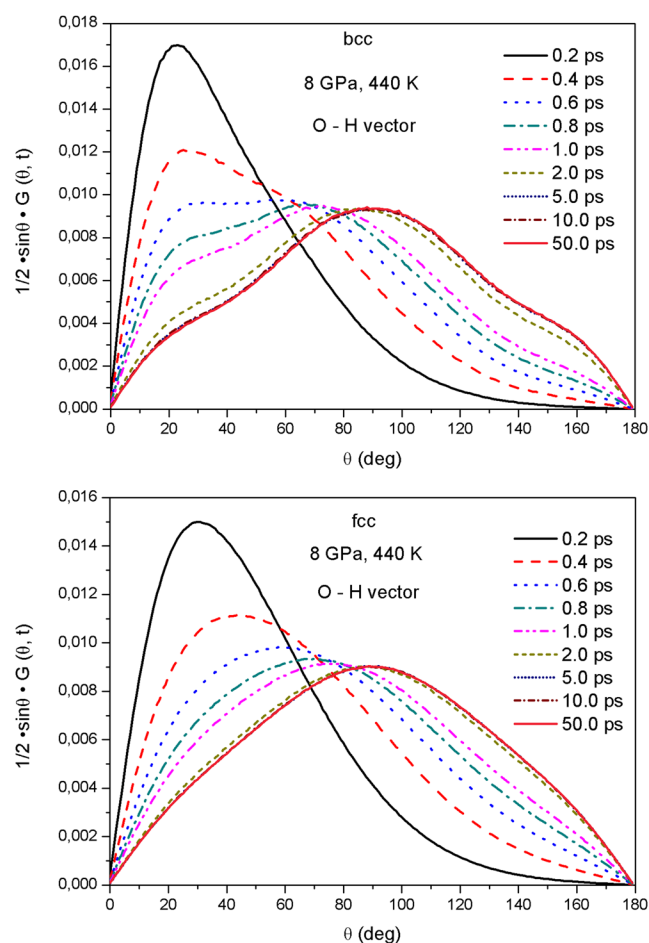 0,018
0,016
0,014
0,012
0,010
0,008
0,006
0,004
0,002
0,000
1/2 •sinθ • G (θ, t)
bcc
8 GPa, 440 K
O - H vector
0.2 ps
0.4 ps
0.6 ps
0.8 ps
1.0 ps
2.0 ps
5.0 ps
10.0 ps
50.0 ps
0 20 40 60 80 100 120 140 160 180
θ (deg)
0,016
0,014
0,012
0,010
0,008
0,006
0,004
0,002
0,000
1/2 •sinθ • G (θ, t)
fcc
8 GPa, 440 K
O - H vector
0.2 ps
0.4 ps
0.6 ps
0.8 ps
1.0 ps
2.0 ps
5.0 ps
10.0 ps
50.0 ps
0 20 40 60 80 100 120 140 160 180
θ (deg)